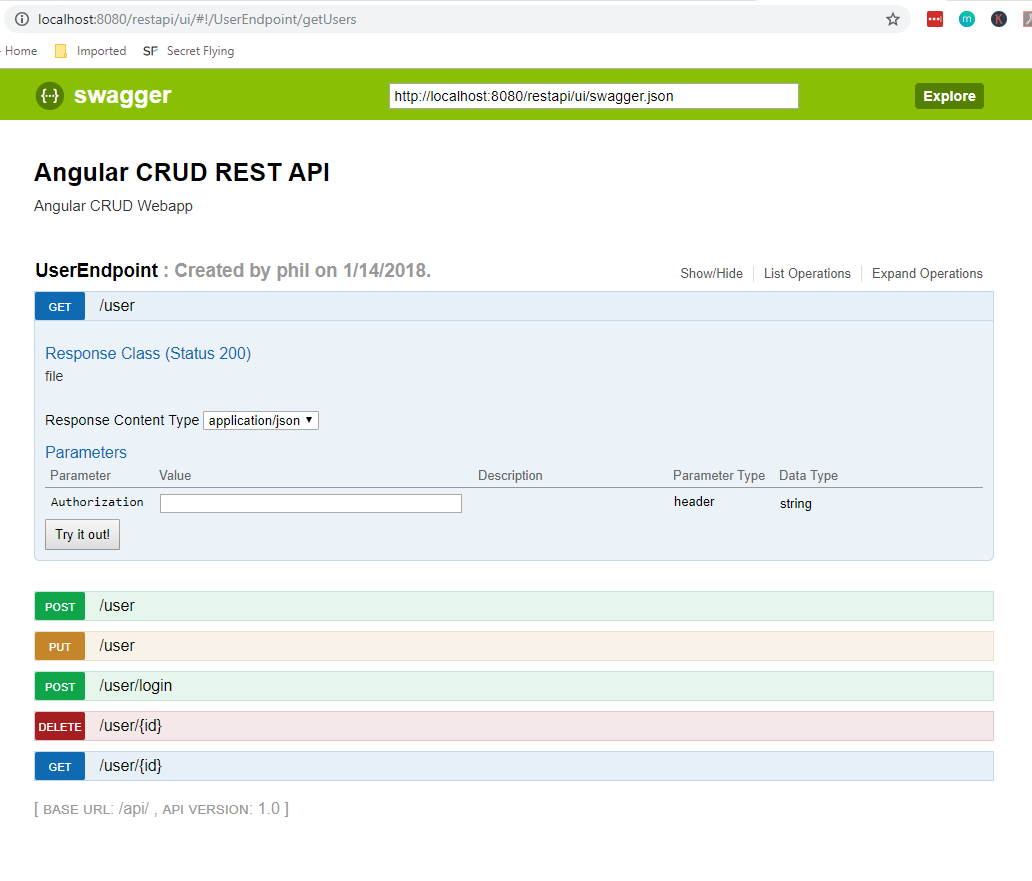 localhost:8080/restapi/ui/#!/UserEndpoint/getUsers
Home Imported SF Secret Flying
{··} swagger http://localhost:8080/restapi/ui/swagger.json Explore
Angular CRUD REST API
Angular CRUD Webapp
UserEndpoint : Created by phil on 1/14/2018. Show/Hide List Operations Expand Operations
GET /user
Response Class (Status 200)
file
Response Content Type application/json
Parameters
Parameter Value Description Parameter Type Data Type
Authorization header string
Try it out!
POST /user
PUT /user
POST /user/login
DELETE /user/{id}
GET /user/{id}
[ BASE URL: /api/ , API VERSION: 1.0 ]